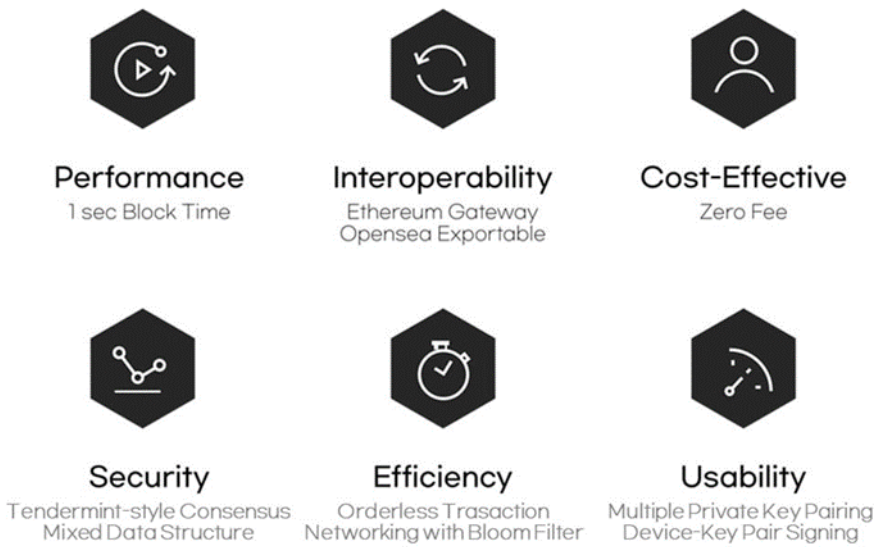 Performance
1 sec Block Time
Interoperability
Ethereum Gateway
Opensea Exportable
Cost-Effective
Zero Fee
Security
Tendermint-style Consensus
Mixed Data Structure
Efficiency
Orderless Trasaction
Networking with Bloom Filter
Usability
Multiple Private Key Pairing
Device-Key Pair Signing